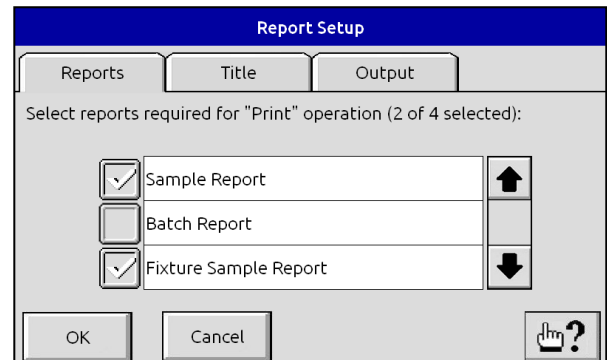 Report Setup
Reports Title Output
Select reports required for "Print" operation (2 of 4 selected):
Sample Report
Batch Report
Fixture Sample Report
OK Cancel ?